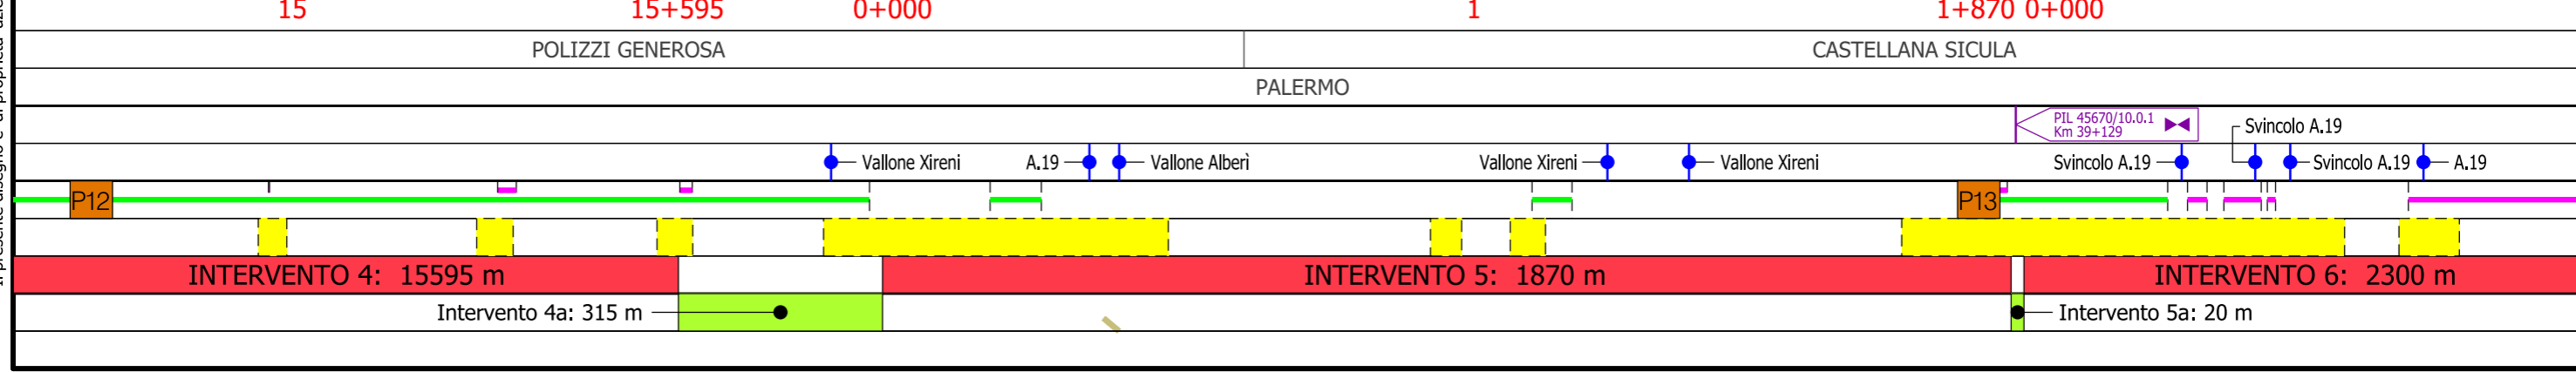 15 15+595 0+000 1 1+870 0+000
POLIZZI GENEROSA CASTELLANA SICULA
PALERMO
PIL 45670/10.0.1
Km 39+129
Svincolo A.19
Vallone Xireni A.19 Vallone Alberì Vallone Xireni Vallone Xireni Svincolo A.19 Svincolo A.19 A.19
P12 P13
INTERVENTO 4: 15595 m INTERVENTO 5: 1870 m INTERVENTO 6: 2300 m
Intervento 4a: 315 m Intervento 5a: 20 m